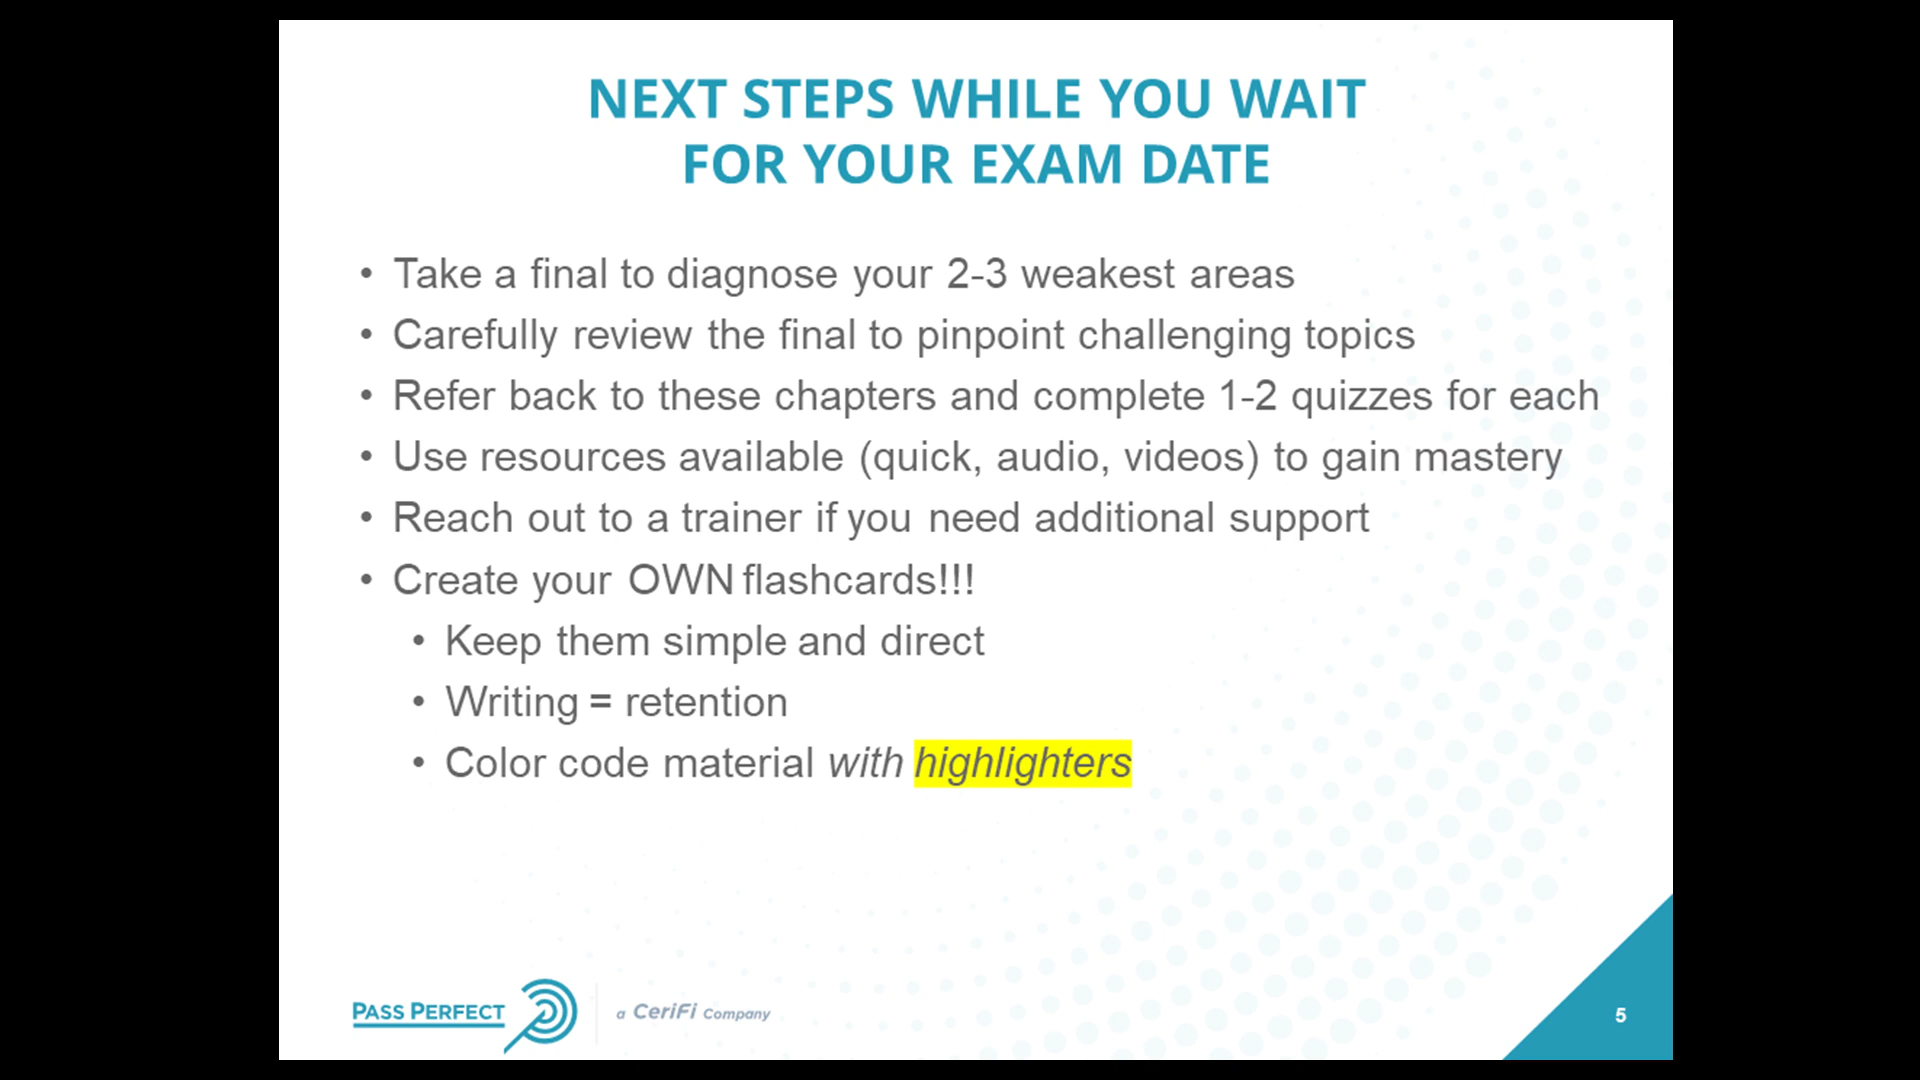 NEXT STEPS WHILE YOU WAIT
FOR YOUR EXAM DATE
• Take a final to diagnose your 2-3 weakest areas
• Carefully review the final to pinpoint challenging topics
• Refer back to these chapters and complete 1-2 quizzes for each
• Use resources available (quick, audio, videos) to gain mastery
• Reach out to a trainer if you need additional support
• Create your OWN flashcards!!!
• Keep them simple and direct
• Writing = retention
• Color code material with highlighters
PASS PERFECT
a CeriFi Company
5